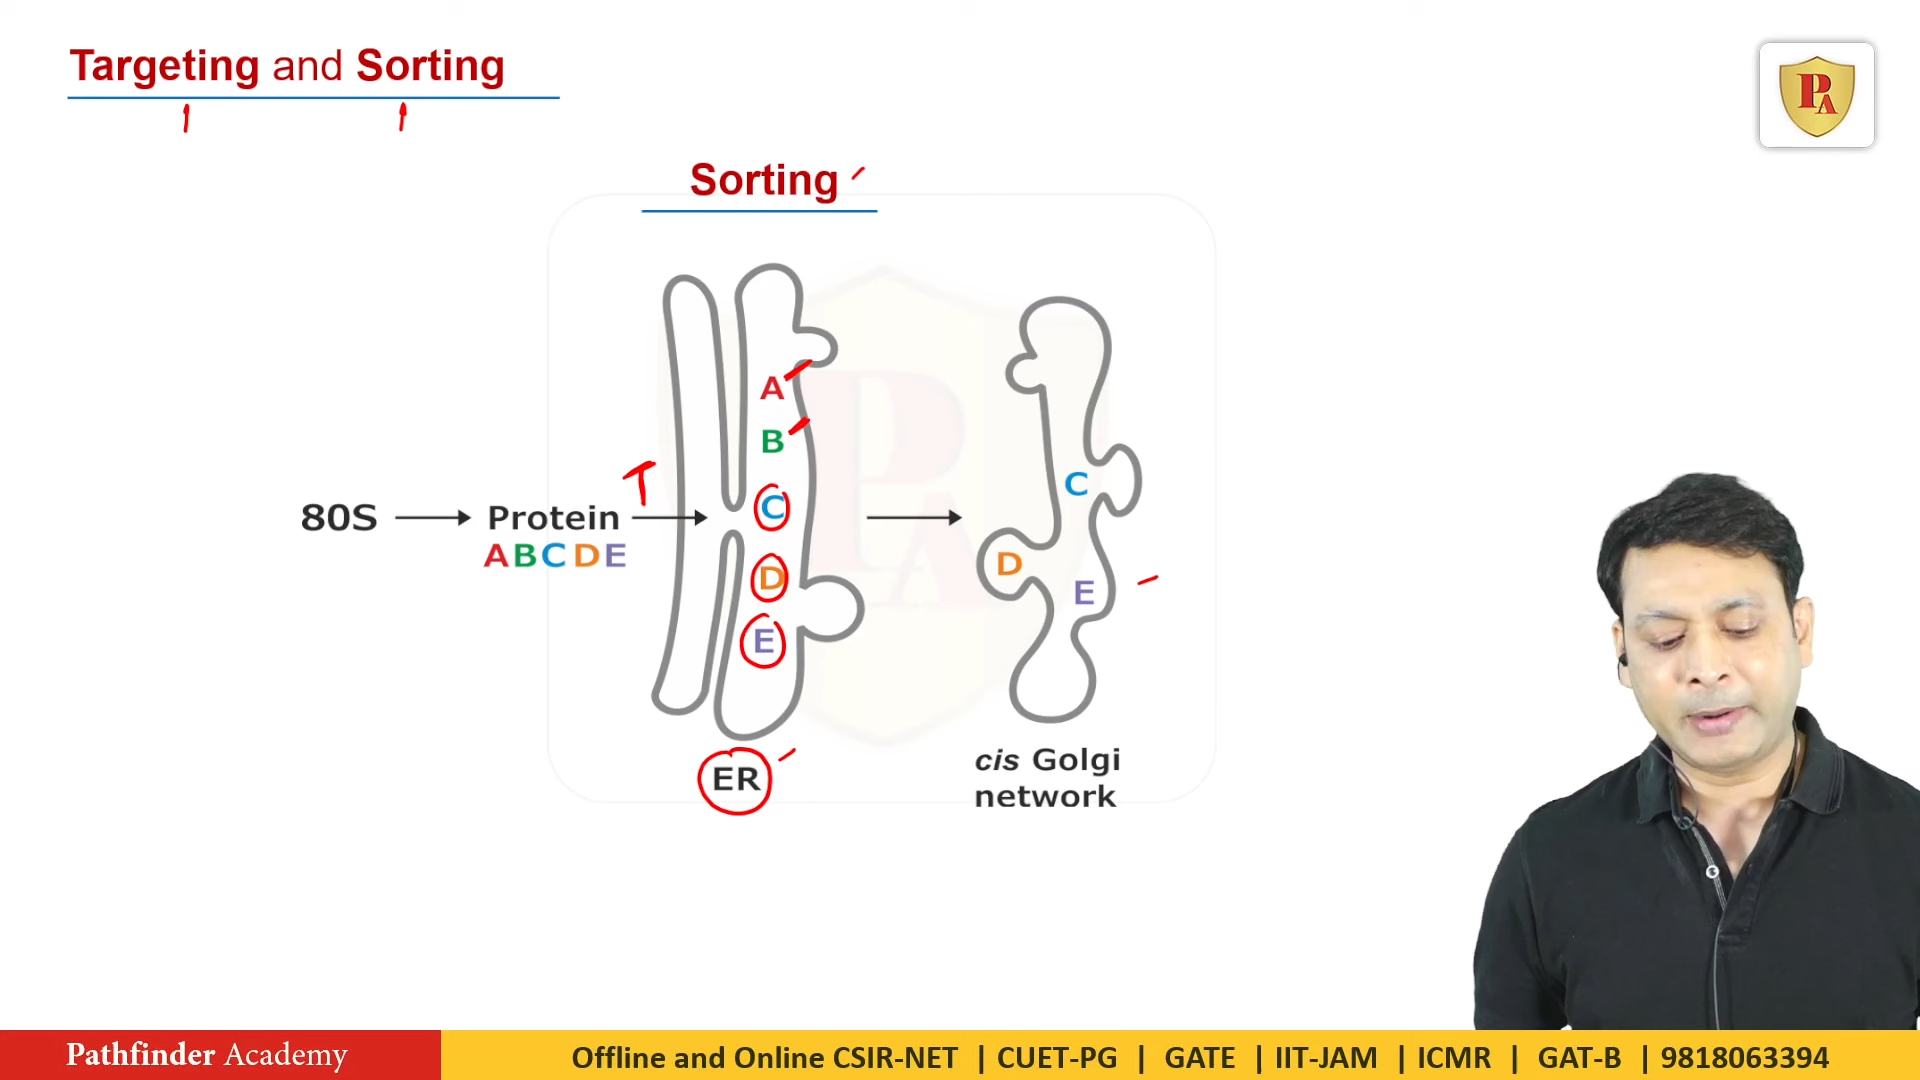 Targeting and Sorting
PA
Sorting
A
B
C
D
E
T
80S → Protein →
ABCDE
C
D
E
ER
cis Golgi
network
Pathfinder Academy
Offline and Online CSIR-NET | CUET-PG | GATE | IIT-JAM | ICMR | GAT-B | 9818063394